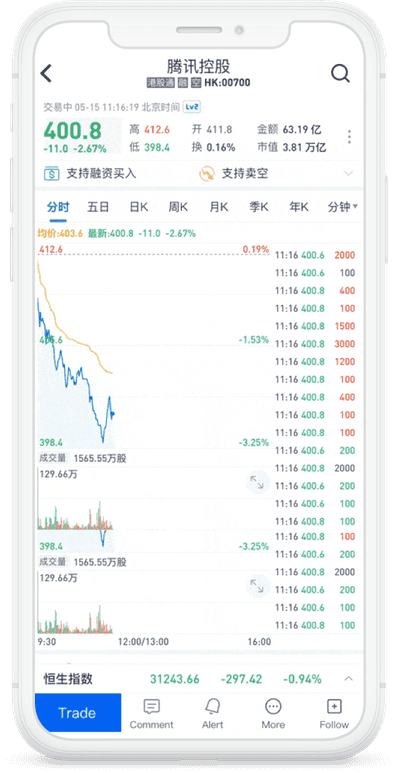 腾讯控股
港股通 融 空 HK:00700
交易中 05-15 11:16:19 北京时间 Lv2
400.8 高 412.6 开 411.8 金额 63.19 亿
-11.0 -2.67% 低 398.4 换 0.16% 市值 3.81 万亿
支持融资买入 支持卖空
分时 五日 日K 周K 月K 季K 年K 分钟
均价:403.6 最新:400.8 -11.0 -2.67%
412.6 0.19%
11:16 400.6 2000
11:16 400.6 100
11:16 400.8 400
11:16 400.8 100
11:16 400.8 1500
405.6 -1.53%
11:16 400.8 3000
11:16 400.8 1200
11:16 400.8 100
11:16 400.8 400
11:16 400.8 100
11:16 400.8 100
398.4 -3.25%
11:16 400.6 200
成交量 1565.55万股
11:16 400.8 2000
129.66万
11:16 400.6 200
11:16 400.6 100
11:16 400.6 100
11:16 400.8 100
398.4 -3.25%
11:16 400.6 200
成交量 1565.55万股
11:16 400.8 2000
129.66万
11:16 400.6 200
11:16 400.6 100
11:16 400.8 100
9:30 12:00/13:00 16:00
恒生指数 31243.66 -297.42 -0.94%
Trade Comment Alert More Follow